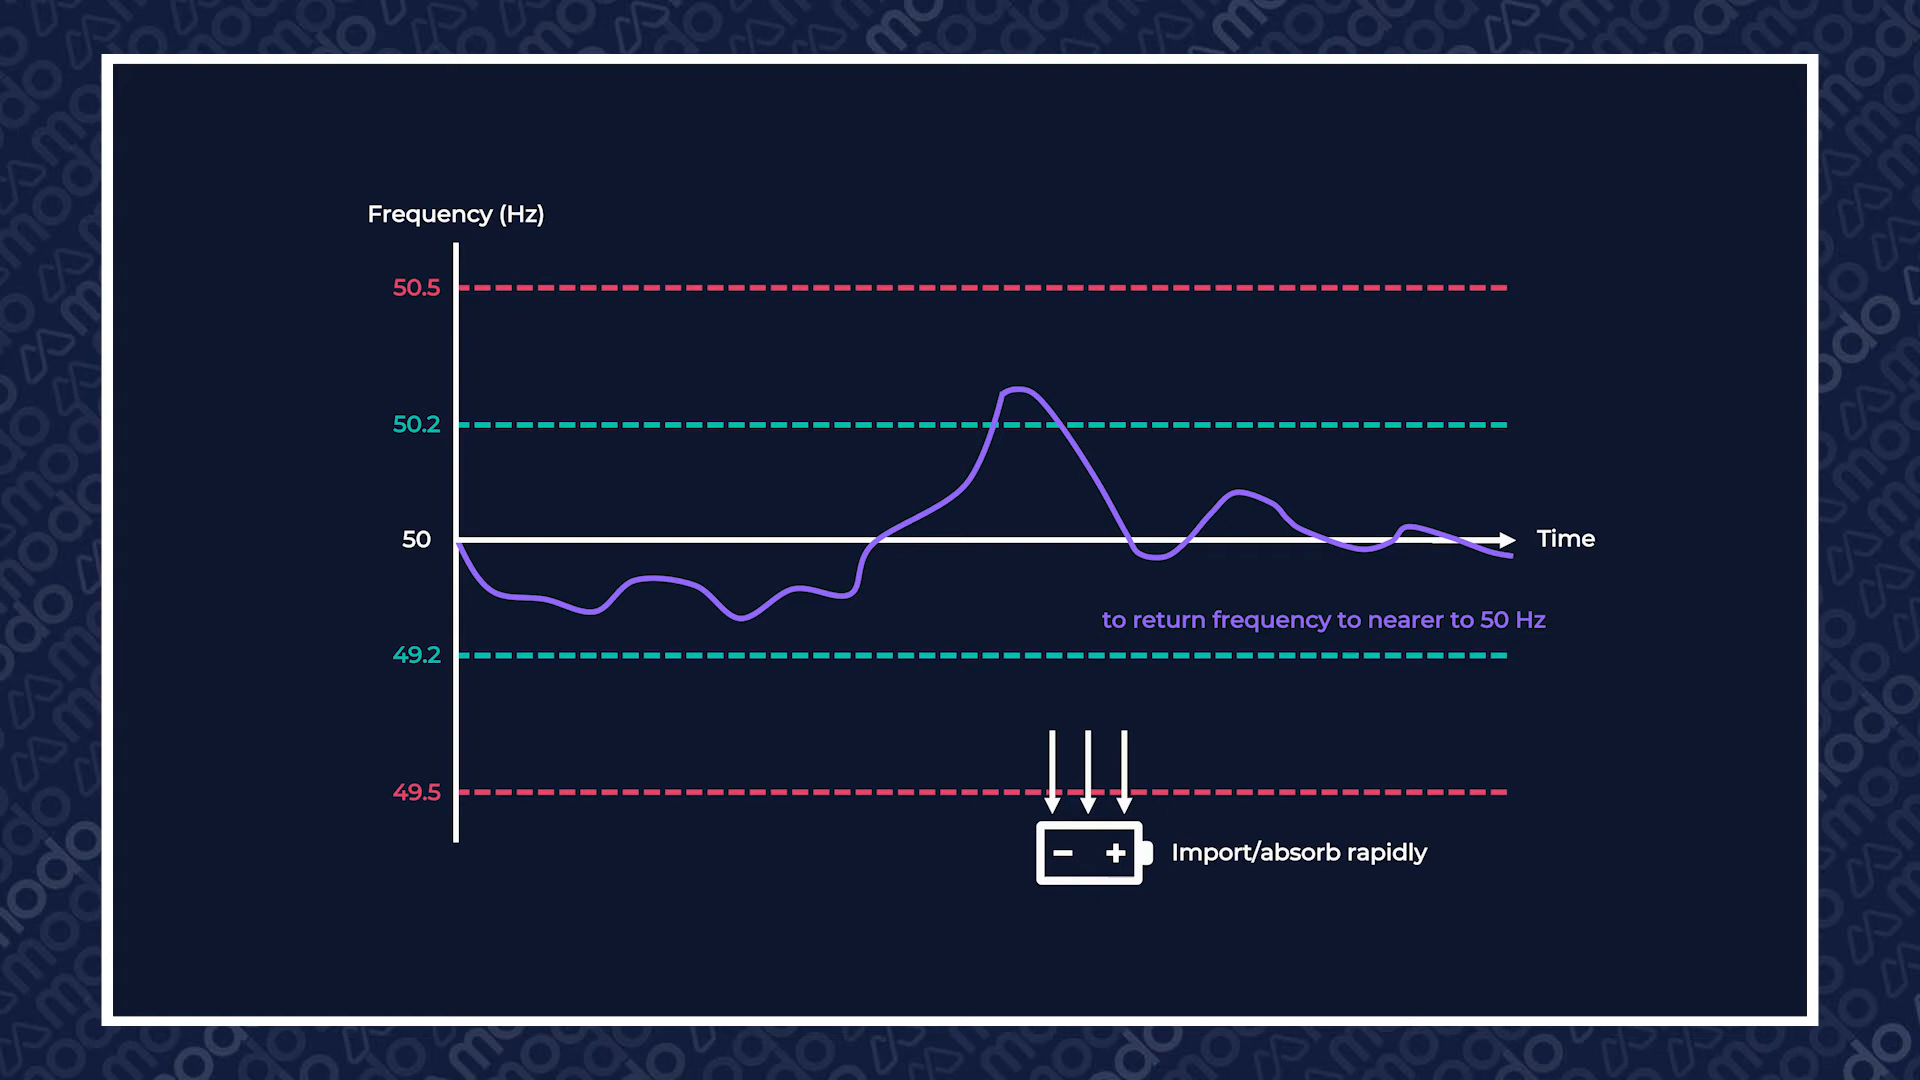 Frequency (Hz)
50.5
50.2
50
Time
to return frequency to nearer to 50 Hz
49.2
49.5
Import/absorb rapidly
modo